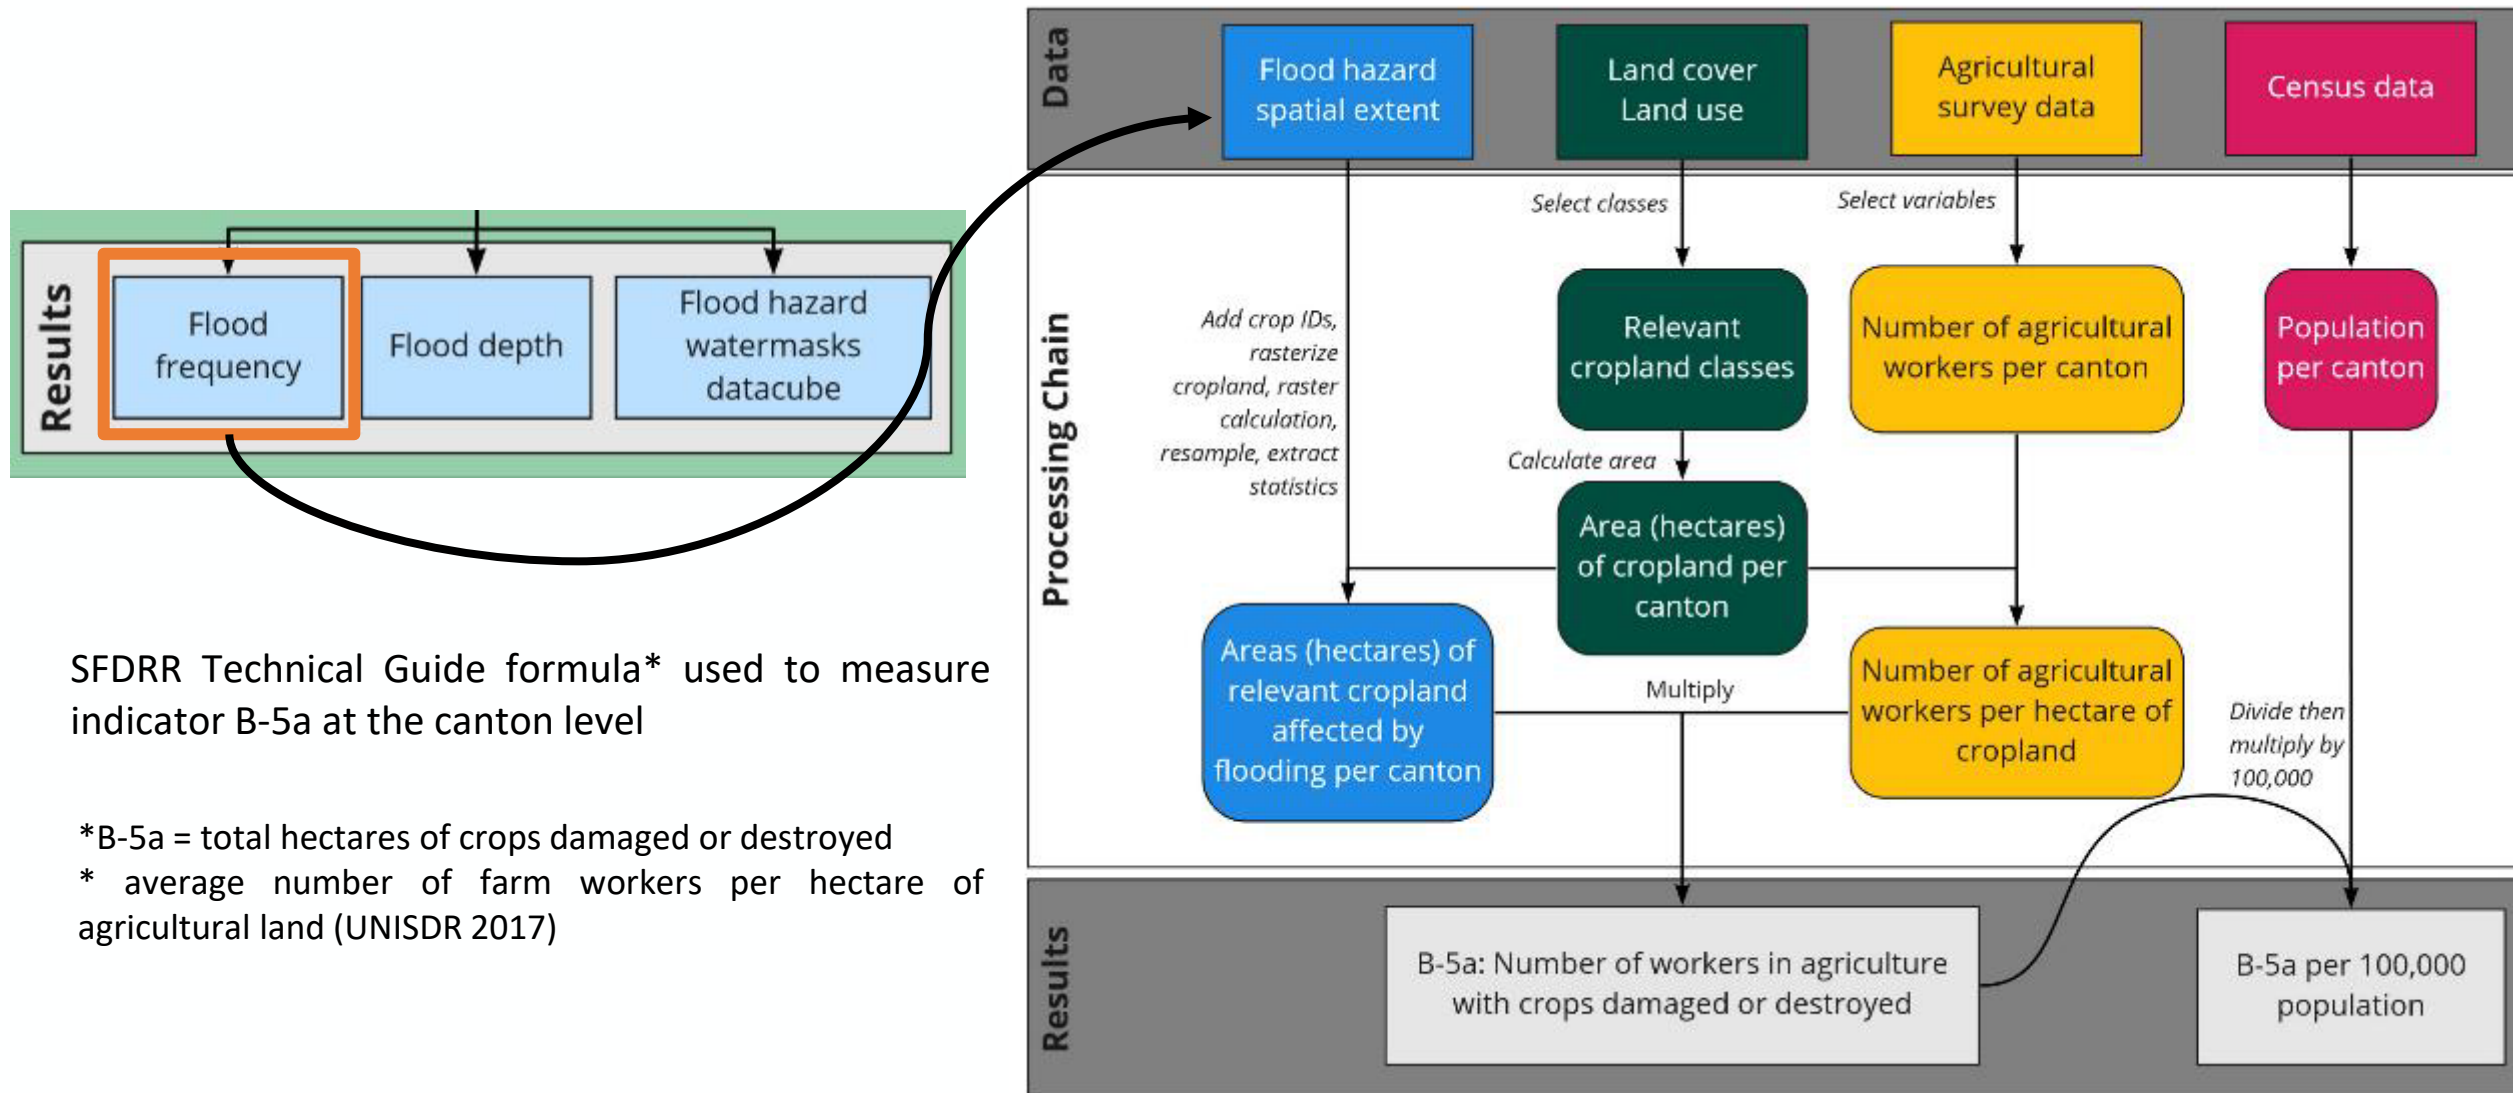 Results
Flood
frequency
Flood depth
Flood hazard
watermasks
datacube
SFDRR Technical Guide formula* used to measure
indicator B-5a at the canton level
*B-5a = total hectares of crops damaged or destroyed
* average number of farm workers per hectare of
agricultural land (UNISDR 2017)
Data
Flood hazard
spatial extent
Land cover
Land use
Agricultural
survey data
Census data
Processing Chain
Select classes
Select variables
Add crop IDs,
rasterize
cropland, raster
calculation,
resample, extract
statistics
Relevant
cropland classes
Number of agricultural
workers per canton
Population
per canton
Calculate area
Area (hectares)
of cropland per
canton
Areas (hectares) of
relevant cropland
affected by
flooding per canton
Multiply
Number of agricultural
workers per hectare of
cropland
Divide then
multiply by
100,000
Results
B-5a: Number of workers in agriculture
with crops damaged or destroyed
B-5a per 100,000
population